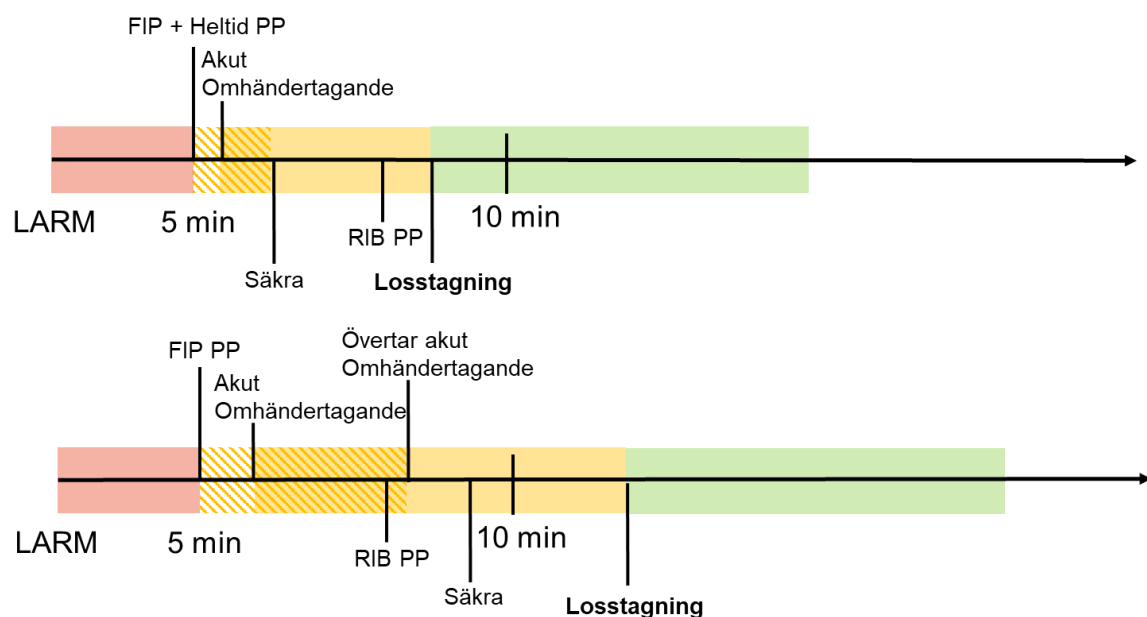 FIP + Heltid PP
Akut
Omhändertagande
LARM
5 min
10 min
RIB PP
Säkra
Losstagning
Övertar akut
Omhändertagande
FIP PP
Akut
Omhändertagande
LARM
5 min
10 min
RIB PP
Säkra
Losstagning